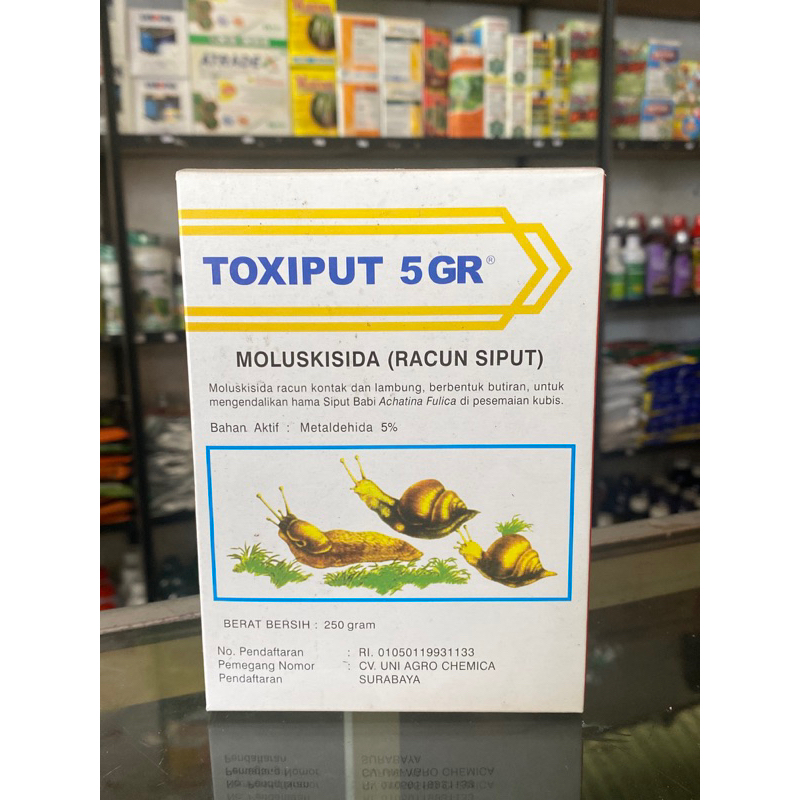 TOXIPUT 5GR®
MOLUSKISIDA (RACUN SIPUT)
Moluskisida racun kontak dan lambung, berbentuk butiran, untuk
mengendalikan hama Siput Babi Achatina Fulica di pesemaian kubis.
Bahan Aktif : Metaldehida 5%
BERAT BERSIH : 250 gram
No. Pendaftaran : RI. 01050119931133
Pemegang Nomor : CV. UNI AGRO CHEMICA
Pendaftaran SURABAYA